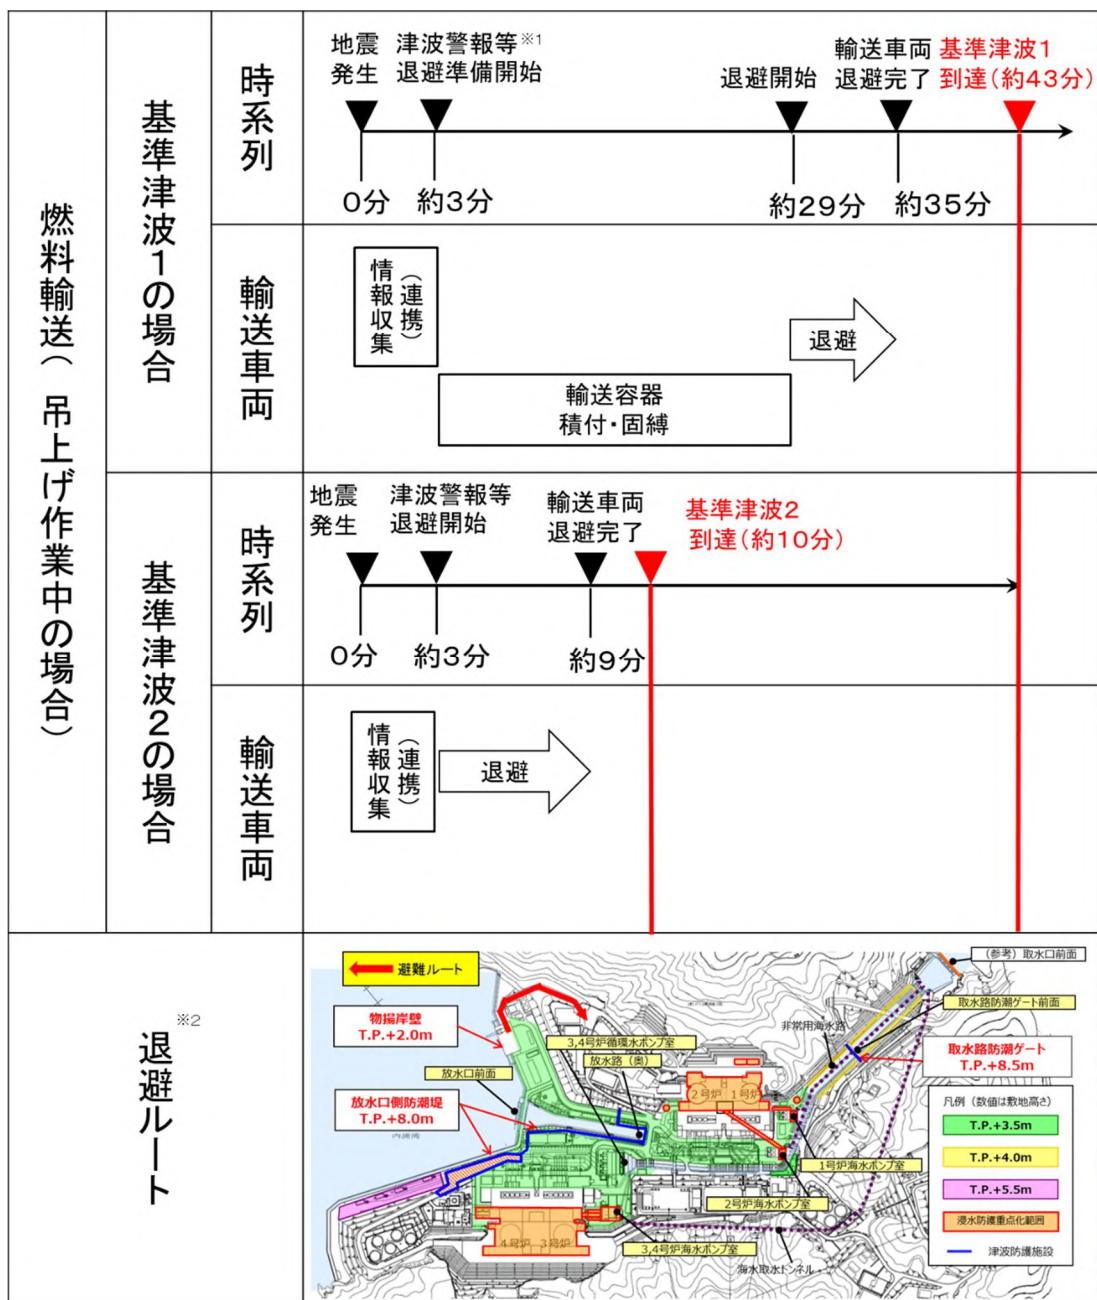 燃料輸送(吊上げ作業中の場合)
基準津波1の場合
時系列
地震
発生
津波警報等※1
退避準備開始
退避開始
輸送車両
退避完了
基準津波1
到達(約43分)
0分
約3分
約29分
約35分
輸送車両
情報収集
(連携)
輸送容器
積付・固縛
退避
基準津波2の場合
時系列
地震
発生
津波警報等
退避開始
輸送車両
退避完了
基準津波2
到達(約10分)
0分
約3分
約9分
輸送車両
情報収集
(連携)
退避
退避ルート※2
避難ルート
物揚岸壁
T.P.+2.0m
放水口前面
放水口側防潮堤
T.P.+8.0m
内浦湾
3,4号炉循環水ポンプ室
放水路(奥)
2号炉
1号炉
非常用海水路
(参考)取水口前面
取水路防潮ゲート前面
取水路防潮ゲート
T.P.+8.5m
凡例(数値は敷地高さ)
T.P.+3.5m
T.P.+4.0m
T.P.+5.5m
浸水防護重点化範囲
津波防護施設
1号炉海水ポンプ室
2号炉海水ポンプ室
3,4号炉海水ポンプ室
4号炉
3号炉
海水取水トンネル